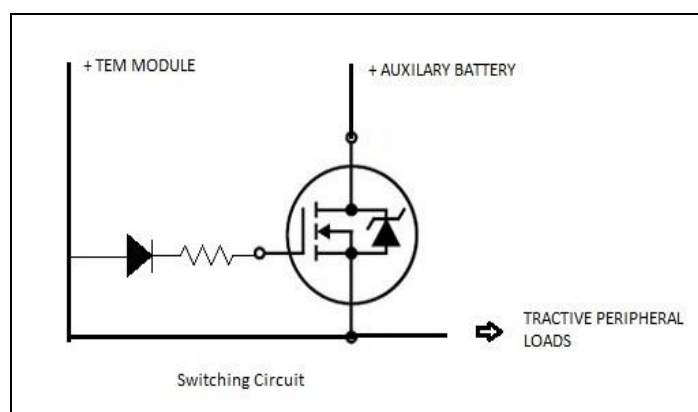 + TEM MODULE
+ AUXILARY BATTERY
TRACTIVE PERIPHERAL
LOADS
Switching Circuit